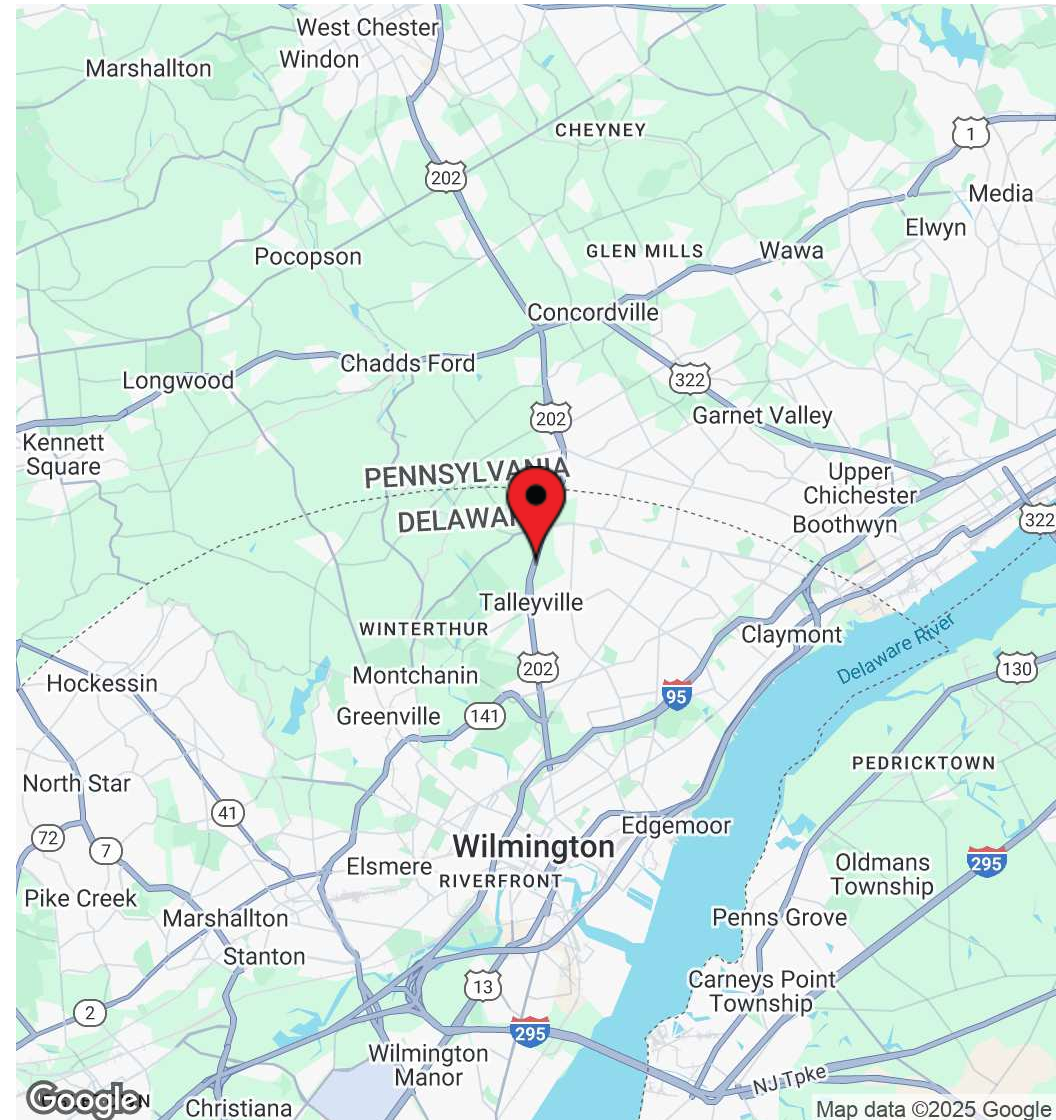 West Chester
Windon
Marshallton
CHEYNEY
1
202
Media
Elwyn
Pocopson
GLEN MILLS
Wawa
Concordville
Chadds Ford
Longwood
322
202
Garnet Valley
Kennett
Square
PENNSYLVANIA
Upper
Chichester
DELAWA
Boothwyn
322
Talleyville
WINTERTHUR
Claymont
Delaware River
Montchanin
202
130
Hockessin
95
Greenville
141
PEDRICKTOWN
North Star
41
72
7
Edgemoor
Wilmington
Elsmere
RIVERFRONT
Oldmans
Township
295
Pike Creek
Marshallton
Penns Grove
Stanton
Carneys Point
Township
13
2
295
Wilmington
Manor
NJ Tpke
Google
Christiana
Map data ©2025 Google